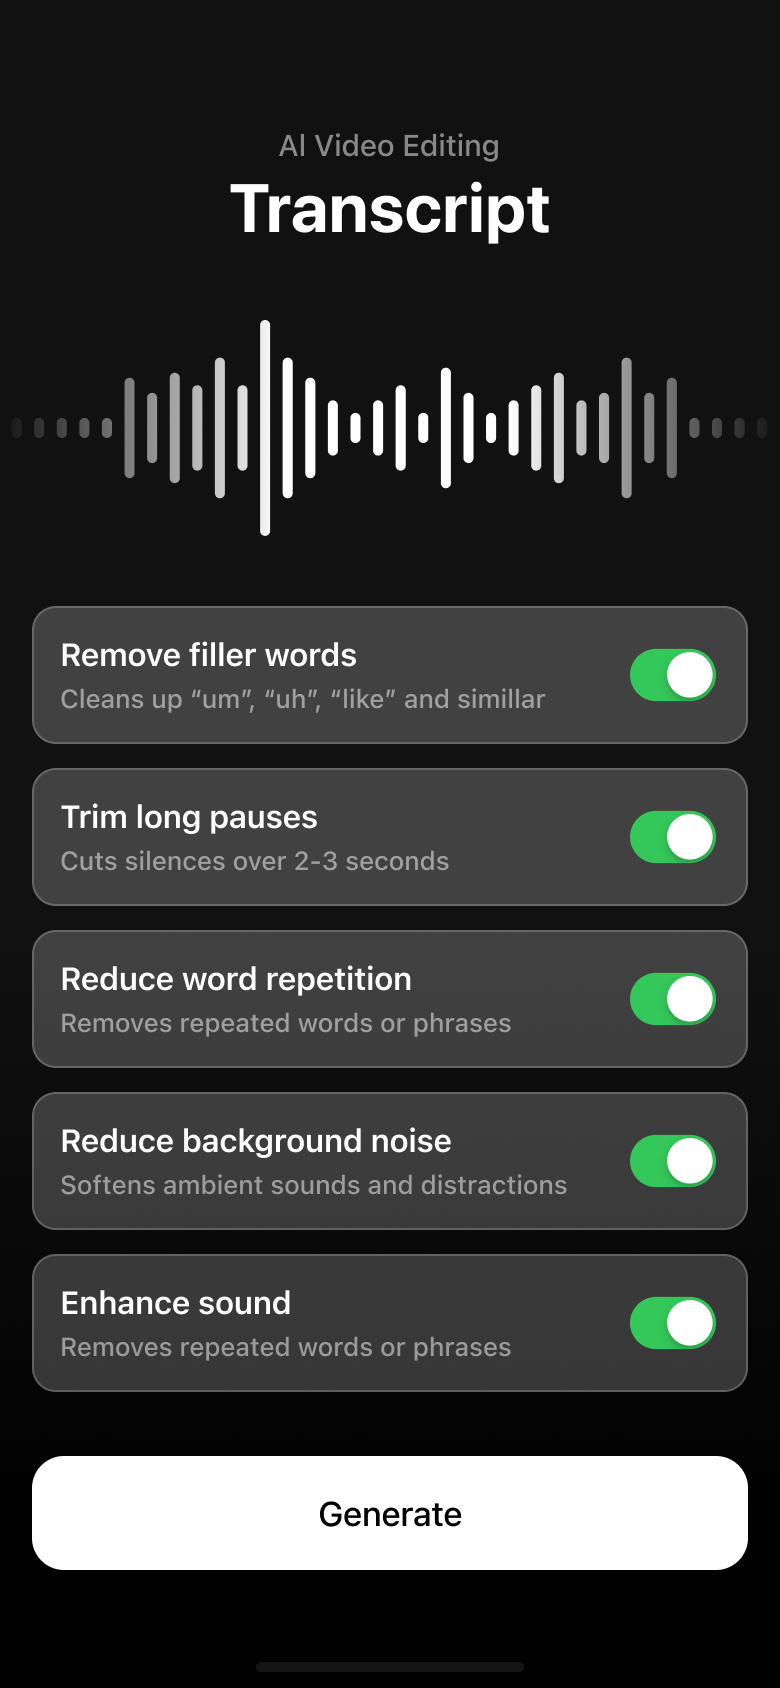 AI Video Editing
Transcript
Remove filler words
Cleans up “um”, “uh”, “like” and simillar
Trim long pauses
Cuts silences over 2-3 seconds
Reduce word repetition
Removes repeated words or phrases
Reduce background noise
Softens ambient sounds and distractions
Enhance sound
Removes repeated words or phrases
Generate